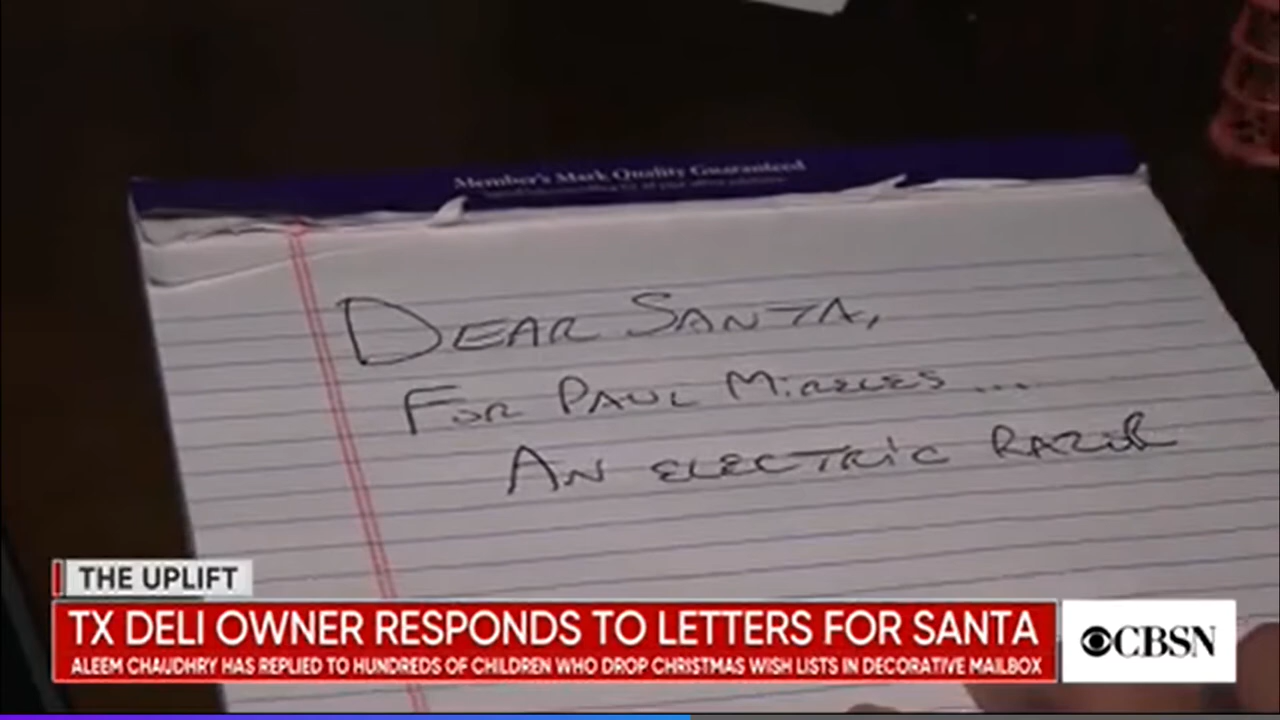 Member's Mark Quality Guaranteed
DEAR SANTA,
FOR PAUL MiRELES ...
AN ELECTRiC RAZOR
THE UPLIFT
TX DELI OWNER RESPONDS TO LETTERS FOR SANTA
ALEEM CHAUDHRY HAS REPLIED TO HUNDREDS OF CHILDREN WHO DROP CHRISTMAS WISH LISTS IN DECORATIVE MAILBOX
CBSN